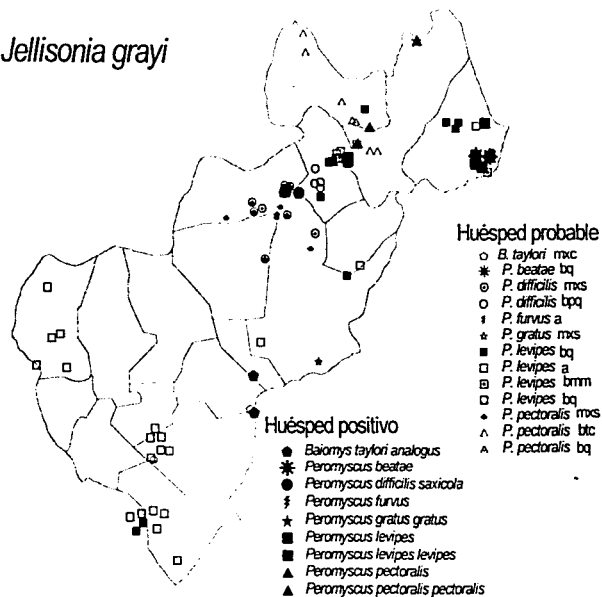 Jellisonia grayi
Huésped probable
B. taylori mxc
P. beatae bq
P. difficilis mxs
P. difficilis bpq
P. furvus a
P. gratus mxs
P. levipes bq
P. levipes a
P. levipes bmm
P. levipes bq
P. pectoralis mxs
P. pectoralis btc
P. pectoralis bq
Huésped positivo
Baiomys taylori analogus
Peromyscus beatae
Peromyscus difficilis saxicola
Peromyscus furvus
Peromyscus gratus gratus
Peromyscus levipes
Peromyscus levipes levipes
Peromyscus pectoralis
Peromyscus pectoralis pectoralis